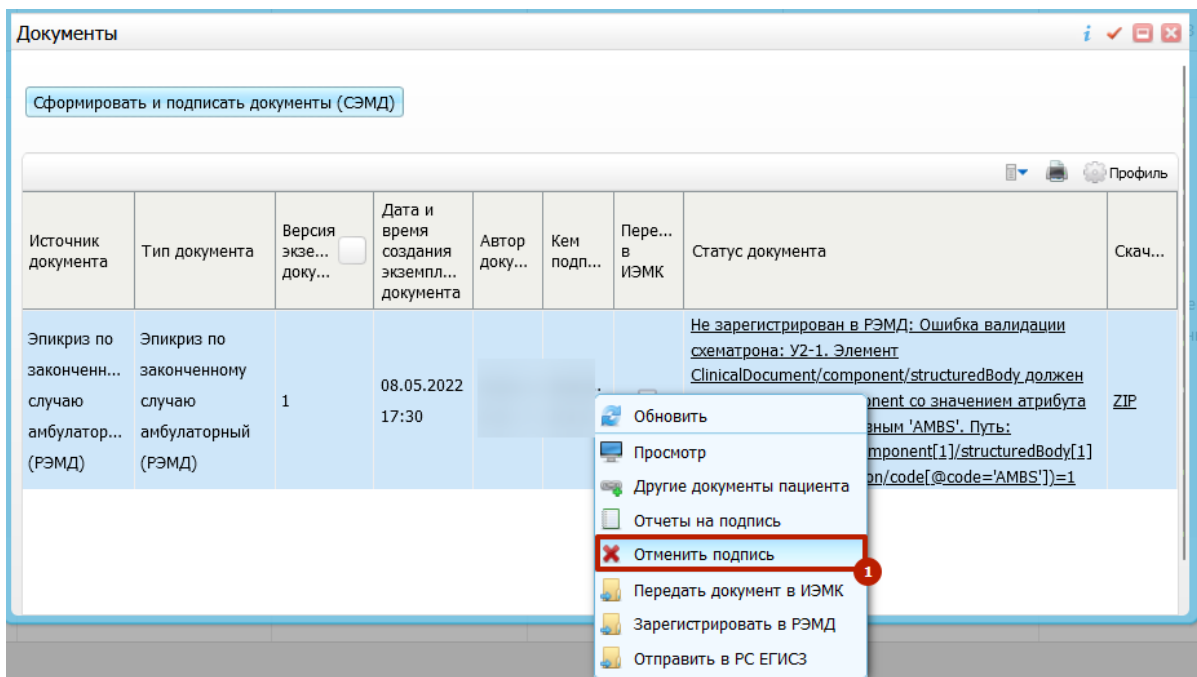 Документы
Сформировать и подписать документы (СЭМД)
Профиль
Источник
документа
Тип документа
Версия
экзе...
доку...
Дата и
время
создания
экземпл...
документа
Автор
доку...
Кем
подп...
Пере...
в
ИЭМК
Статус документа
Скач...
Эпикриз по
законченн...
случаю
амбулатор...
(РЭМД)
Эпикриз по
законченному
случаю
амбулаторный
(РЭМД)
1
08.05.2022
17:30
Не зарегистрирован в РЭМД: Ошибка валидации
схематрона: У2-1. Элемент
ClinicalDocument/component/structuredBody должен
onent со значением атрибута
вным 'AMBS'. Путь:
mponent[1]/structuredBody[1]
on/code[@code='AMBS'])=1
ZIP
Обновить
Просмотр
Другие документы пациента
Отчеты на подпись
Отменить подпись
1
Передать документ в ИЭМК
Зарегистрировать в РЭМД
Отправить в РС ЕГИСЗ